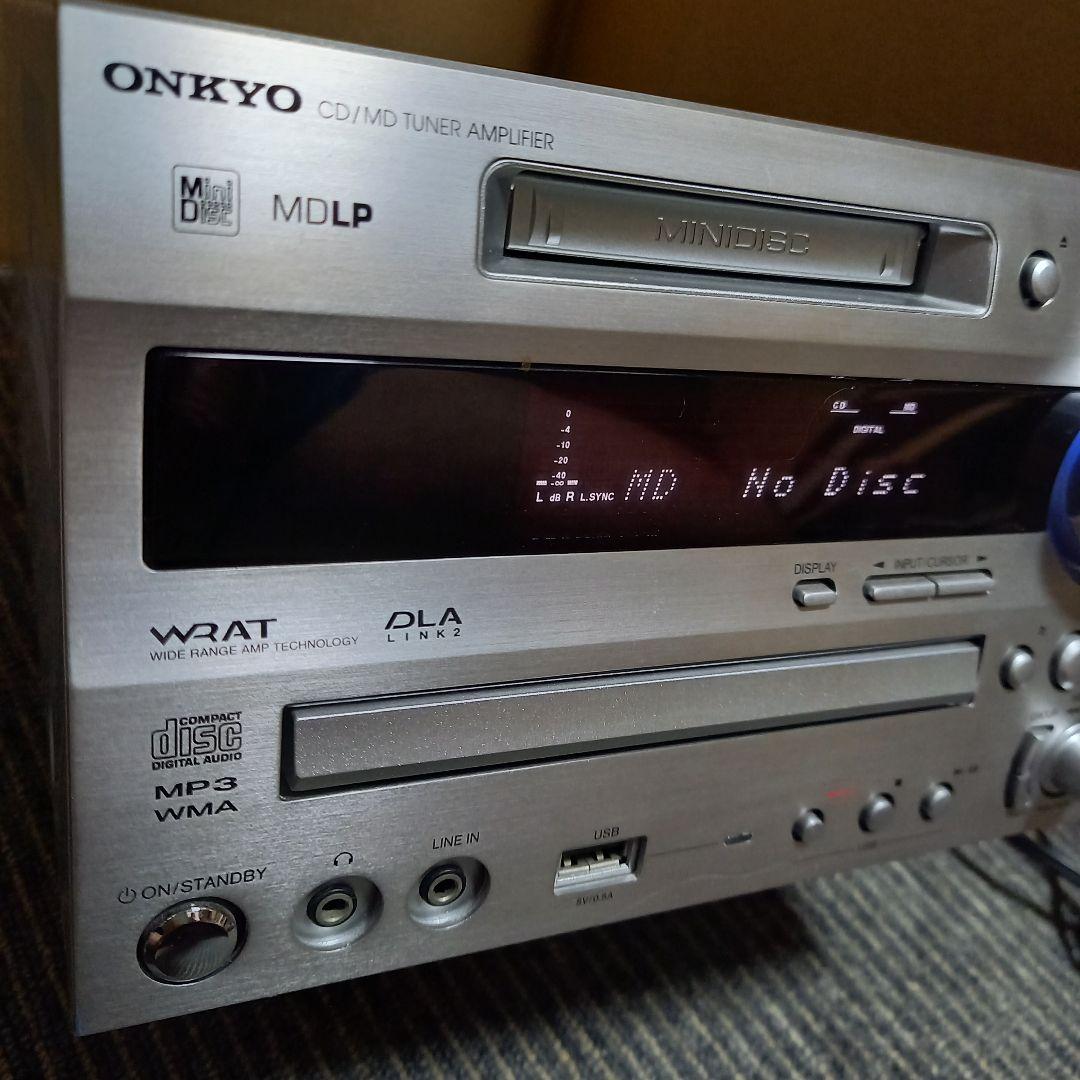 ONKYO CD/MD TUNER AMPLIFIER
Mini Disc
MDLP
MINIDISC
CD MD
DIGITAL
0
-4
-10
-20
-40
-∞
L dB R L.SYNC MD No Disc
DISPLAY
INPUT/CURSOR
WRAT
WIDE RANGE AMP TECHNOLOGY
DLA
LINK2
COMPACT
disc
DIGITAL AUDIO
MP3
WMA
ON/STANDBY
LINE IN
USB
5V/0.5A